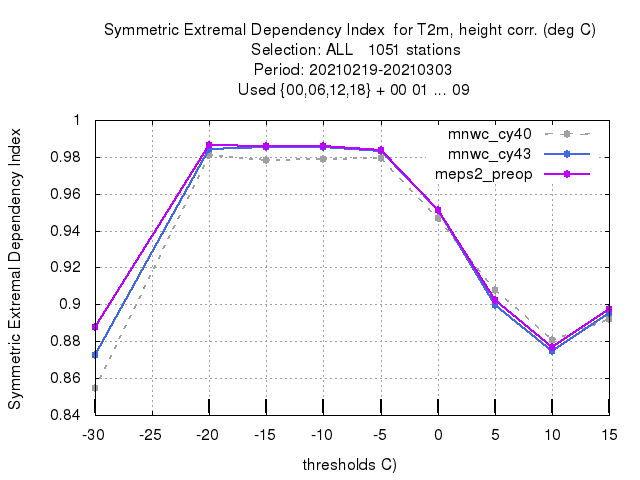 Symmetric Extremal Dependency Index  for T2m, height corr. (deg C)
Selection: ALL   1051 stations
Period: 20210219-20210303
Used {00,06,12,18} + 00 01 ... 09
Symmetric Extremal Dependency Index
1
0.98
0.96
0.94
0.92
0.9
0.88
0.86
0.84
mnwc_cy40
mnwc_cy43
meps2_preop
-30 -25 -20 -15 -10 -5 0 5 10 15
thresholds C)